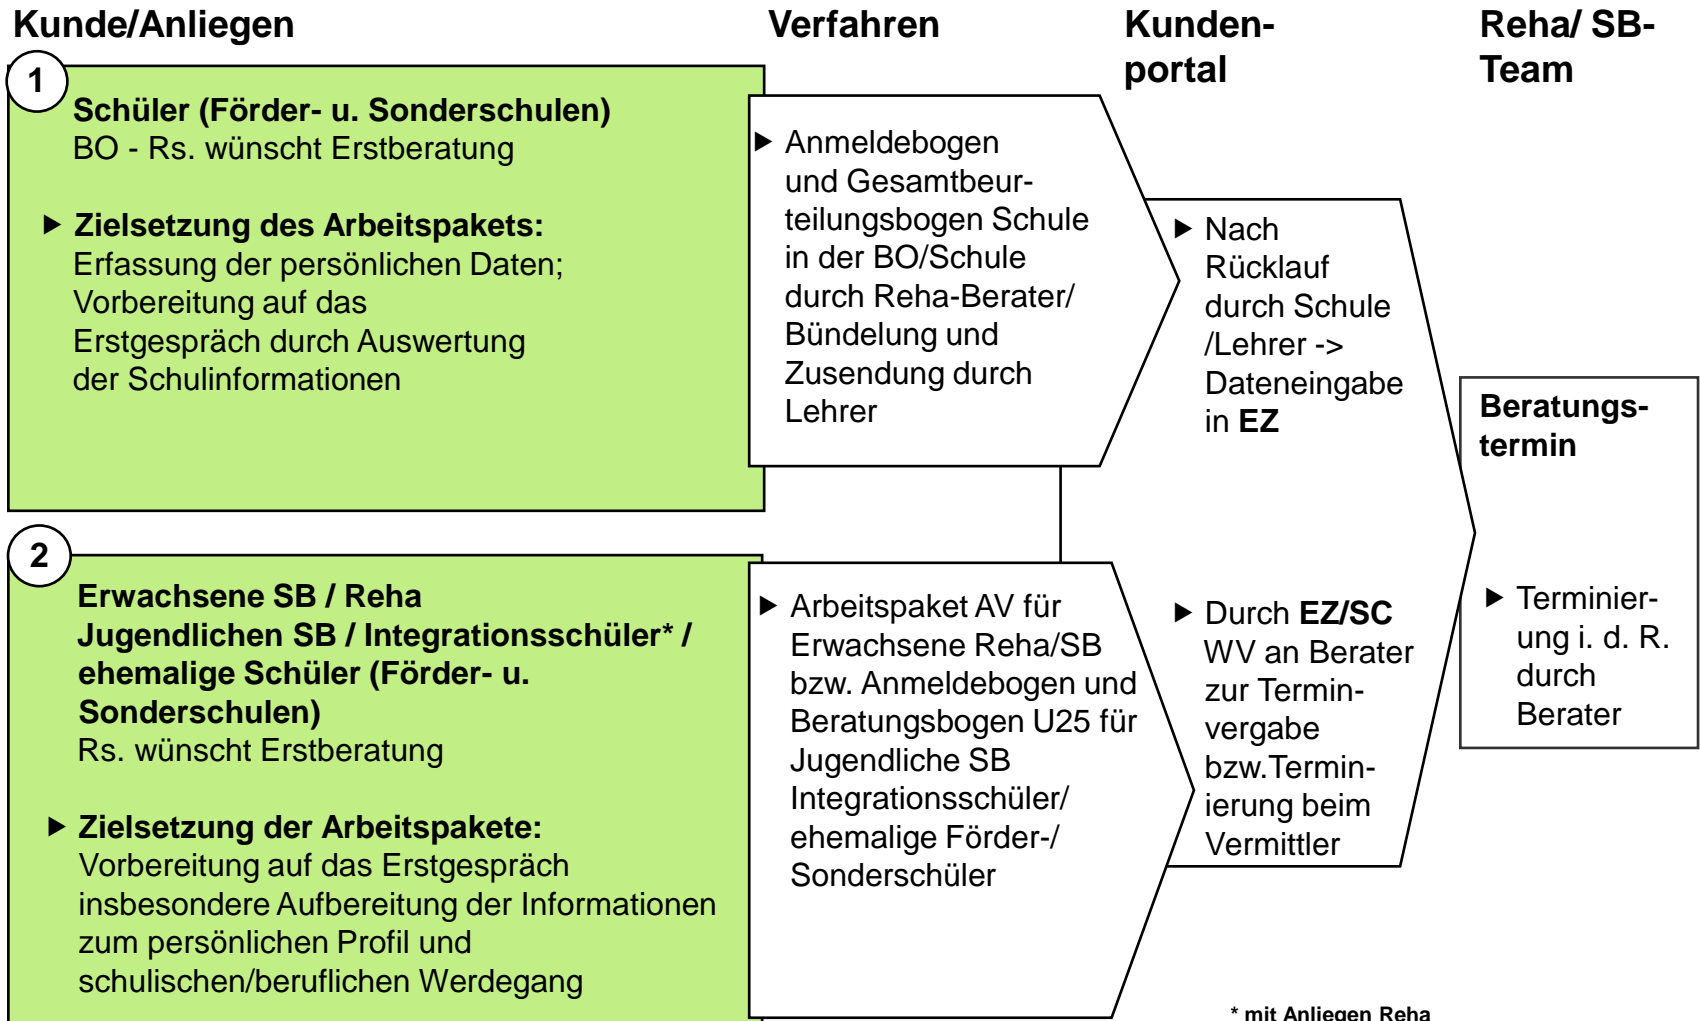 Kunde/Anliegen
Verfahren
Kunden-
portal
Reha/ SB-
Team
1
Schüler (Förder- u. Sonderschulen)
BO - Rs. wünscht Erstberatung
▶ Zielsetzung des Arbeitspakets:
Erfassung der persönlichen Daten;
Vorbereitung auf das
Erstgespräch durch Auswertung
der Schulinformationen
▶ Anmeldebogen
und Gesamtbeur-
teilungsbogen Schule
in der BO/Schule
durch Reha-Berater/
Bündelung und
Zusendung durch
Lehrer
▶ Nach
Rücklauf
durch Schule
/Lehrer ->
Dateneingabe
in EZ
Beratungs-
termin
2
Erwachsene SB / Reha
Jugendlichen SB / Integrationsschüler* /
ehemalige Schüler (Förder- u.
Sonderschulen)
Rs. wünscht Erstberatung
▶ Zielsetzung der Arbeitspakete:
Vorbereitung auf das Erstgespräch
insbesondere Aufbereitung der Informationen
zum persönlichen Profil und
schulischen/beruflichen Werdegang
▶ Arbeitspaket AV für
Erwachsene Reha/SB
bzw. Anmeldebogen und
Beratungsbogen U25 für
Jugendliche SB
Integrationsschüler/
ehemalige Förder-/
Sonderschüler
▶ Durch EZ/SC
WV an Berater
zur Termin-
vergabe
bzw.Termin-
ierung beim
Vermittler
▶ Terminier-
ung i. d. R.
durch
Berater
* mit Anliegen Reha